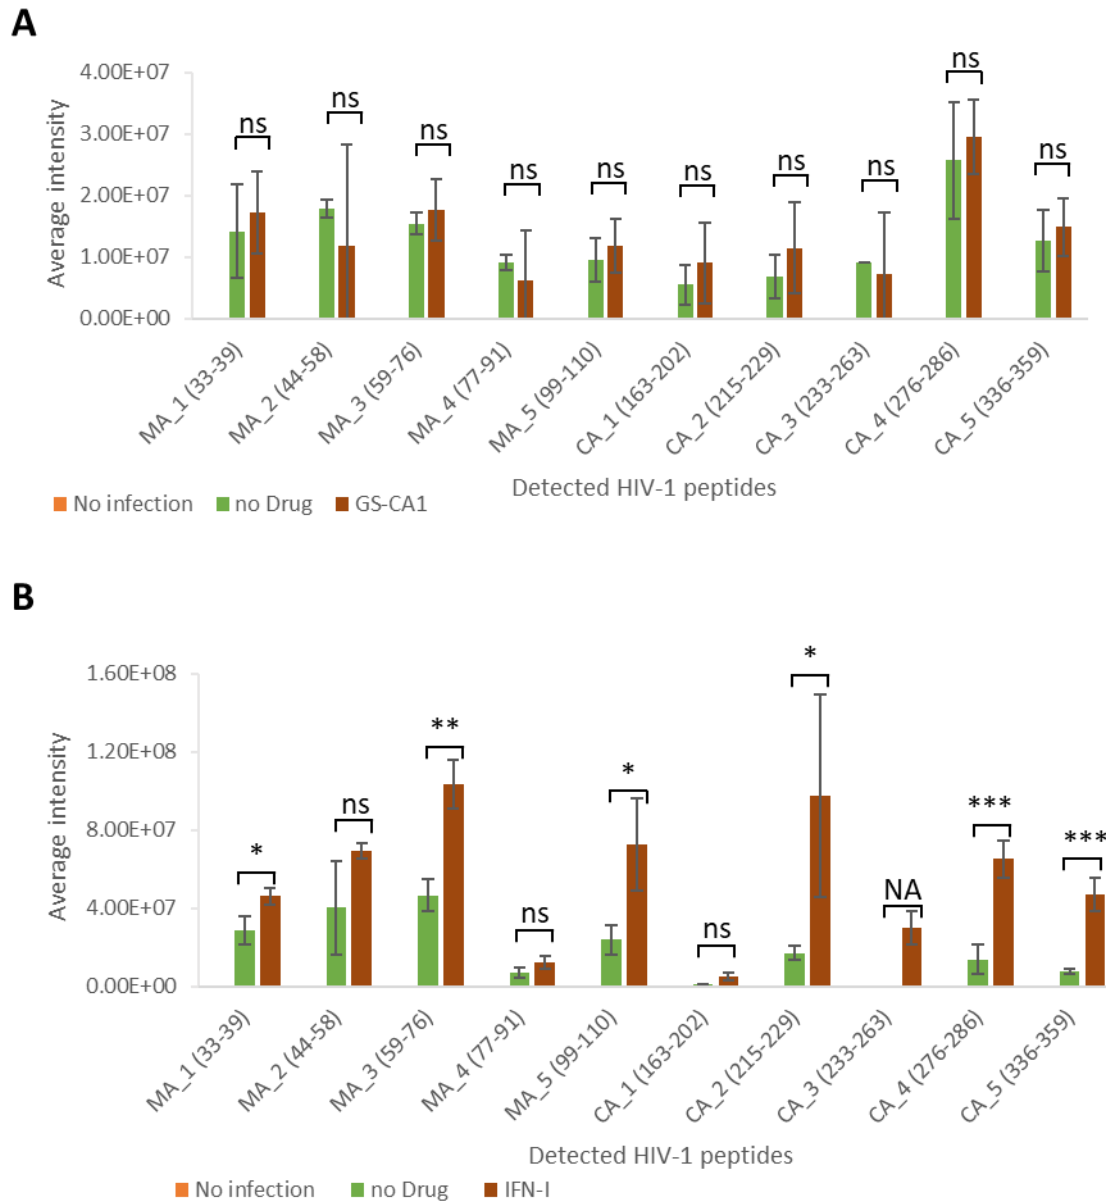 A
4.00E+07
3.00E+07
2.00E+07
1.00E+07
0.00E+00
Average intensity
ns
ns
ns
ns
ns
ns
ns
ns
ns
ns
MA_1 (33-39)
MA_2 (44-58)
MA_3 (59-76)
MA_4 (77-91)
MA_5 (99-110)
CA_1 (163-202)
CA_2 (215-229)
CA_3 (233-263)
CA_4 (276-286)
CA_5 (336-359)
Detected HIV-1 peptides
No infection no Drug GS-CA1
B
1.60E+08
1.20E+08
8.00E+07
4.00E+07
0.00E+00
Average intensity
*
ns
**
ns
*
ns
*
NA
***
***
MA_1 (33-39)
MA_2 (44-58)
MA_3 (59-76)
MA_4 (77-91)
MA_5 (99-110)
CA_1 (163-202)
CA_2 (215-229)
CA_3 (233-263)
CA_4 (276-286)
CA_5 (336-359)
Detected HIV-1 peptides
No infection no Drug IFN-I